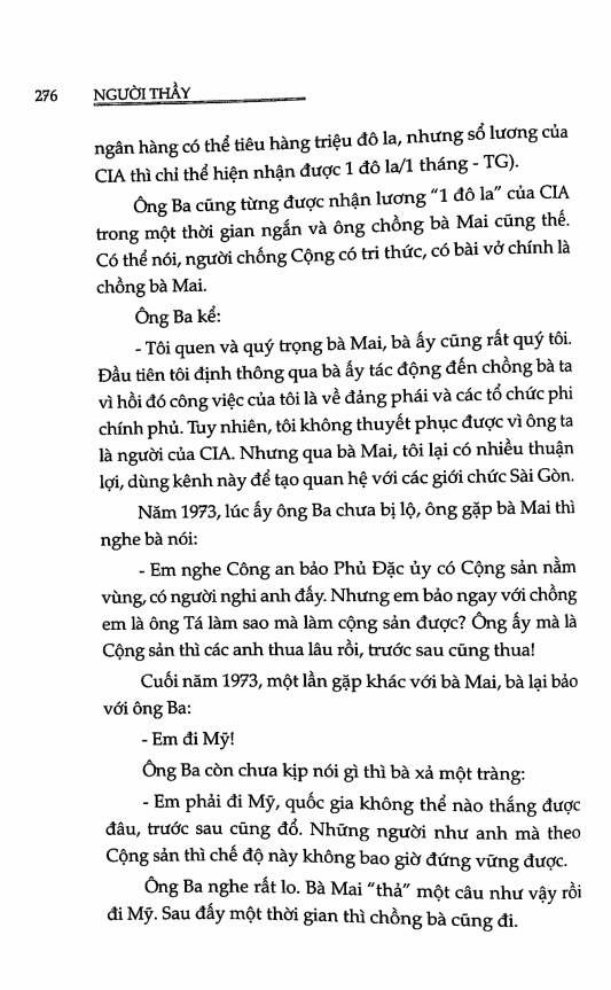 276 NGƯỜI THẦY
ngân hàng có thể tiêu hàng triệu đô la, nhưng sổ lương của
CIA thì chỉ thể hiện nhận được 1 đô la/1 tháng - TG).
Ông Ba cũng từng được nhận lương "1 đô la" của CIA
trong một thời gian ngắn và ông chồng bà Mai cũng thế.
Có thể nói, người chống Cộng có tri thức, có bài vở chính là
chồng bà Mai.
Ông Ba kể:
- Tôi quen và quý trọng bà Mai, bà ấy cũng rất quý tôi.
Đầu tiên tôi định thông qua bà ấy tác động đến chồng bà ta
vì hồi đó công việc của tôi là về đảng phái và các tổ chức phi
chính phủ. Tuy nhiên, tôi không thuyết phục được vì ông ta
là người của CIA. Nhưng qua bà Mai, tôi lại có nhiều thuận
lợi, dùng kênh này để tạo quan hệ với các giới chức Sài Gòn.
Năm 1973, lúc ấy ông Ba chưa bị lộ, ông gặp bà Mai thì
nghe bà nói:
- Em nghe Công an bảo Phủ Đặc ủy có Cộng sản nằm
vùng, có người nghi anh đấy. Nhưng em bảo ngay với chồng
em là ông Tá làm sao mà làm cộng sản được? Ông ấy mà là
Cộng sản thì các anh thua lâu rồi, trước sau cũng thua!
Cuối năm 1973, một lần gặp khác với bà Mai, bà lại bảo
với ông Ba:
- Em đi Mỹ!
Ông Ba còn chưa kịp nói gì thì bà xả một tràng:
- Em phải đi Mỹ, quốc gia không thể nào thắng được
đâu, trước sau cũng đổ. Những người như anh mà theo
Cộng sản thì chế độ này không bao giờ đứng vững được.
Ông Ba nghe rất lo. Bà Mai "thả" một câu như vậy rồi
đi Mỹ. Sau đấy một thời gian thì chồng bà cũng đi.